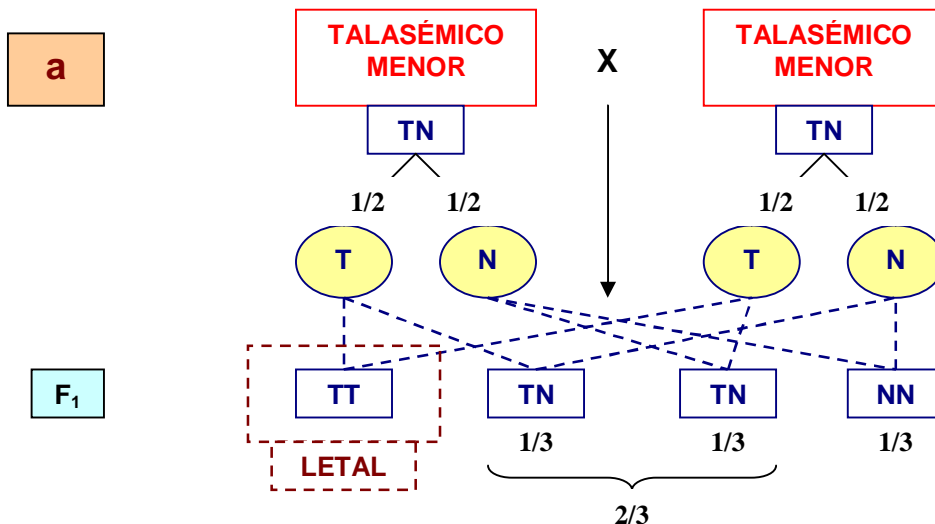 a
TALASÉMICO
MENOR
X
TALASÉMICO
MENOR
TN
TN
1/2
1/2
1/2
1/2
T
N
T
N
F₁
TT
TN
TN
NN
LETAL
1/3
1/3
1/3
2/3